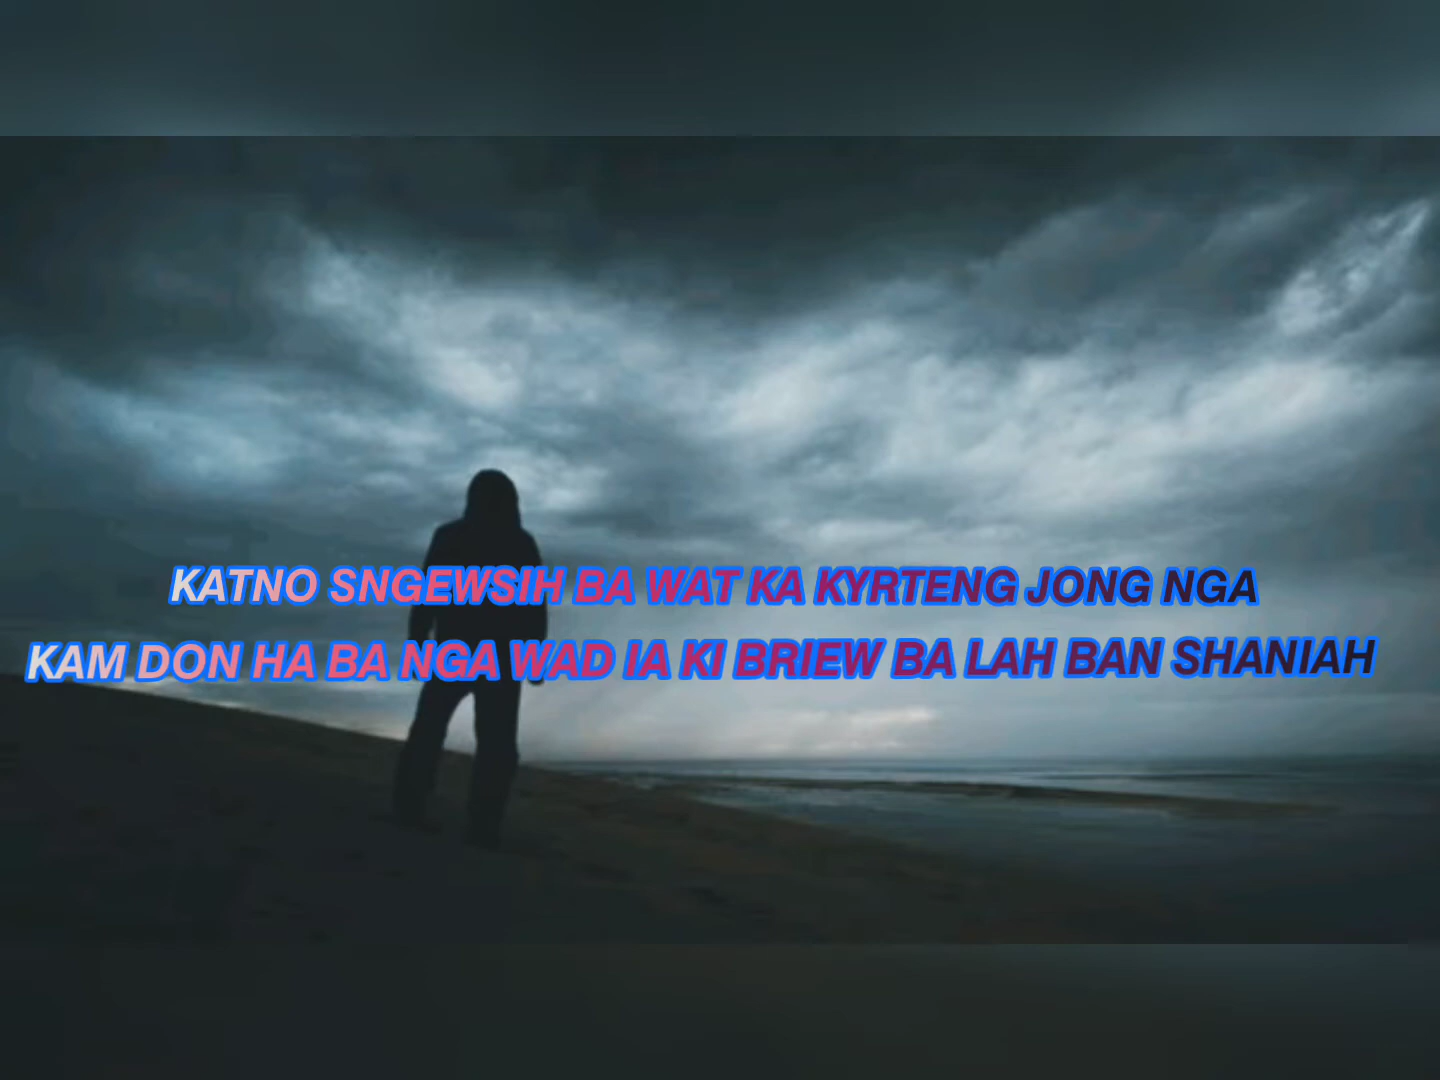 KATNO SNGEWSIH BA WAT KA KYRTENG JONG NGA
KAM DON HA BA NGA WAD IA KI BRIEW BA LAH BAN SHANIAH